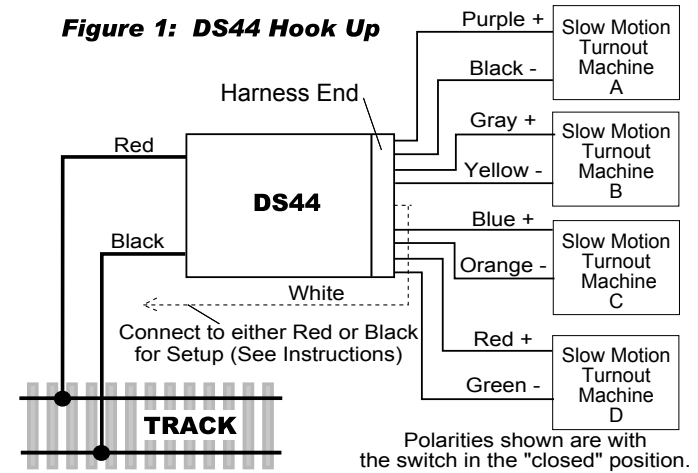 Figure 1: DS44 Hook Up
Harness End
Red
Black
DS44
White
Connect to either Red or Black
for Setup (See Instructions)
TRACK
Purple +
Black -
Slow Motion
Turnout
Machine
A
Gray +
Yellow -
Slow Motion
Turnout
Machine
B
Blue +
Orange -
Slow Motion
Turnout
Machine
C
Red +
Green -
Slow Motion
Turnout
Machine
D
Polarities shown are with
the switch in the "closed" position.